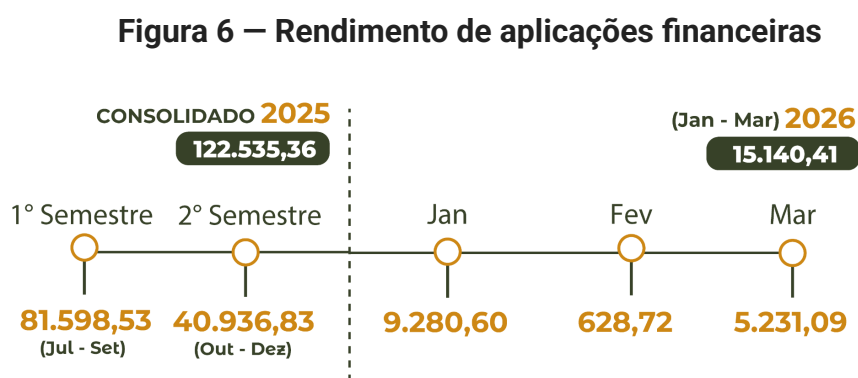 Figura 6 — Rendimento de aplicações financeiras
CONSOLIDADO 2025
122.535,36
(Jan - Mar) 2026
15.140,41
1° Semestre 2° Semestre Jan Fev Mar
81.598,53 40.936,83 9.280,60 628,72 5.231,09
(Jul - Set) (Out - Dez)